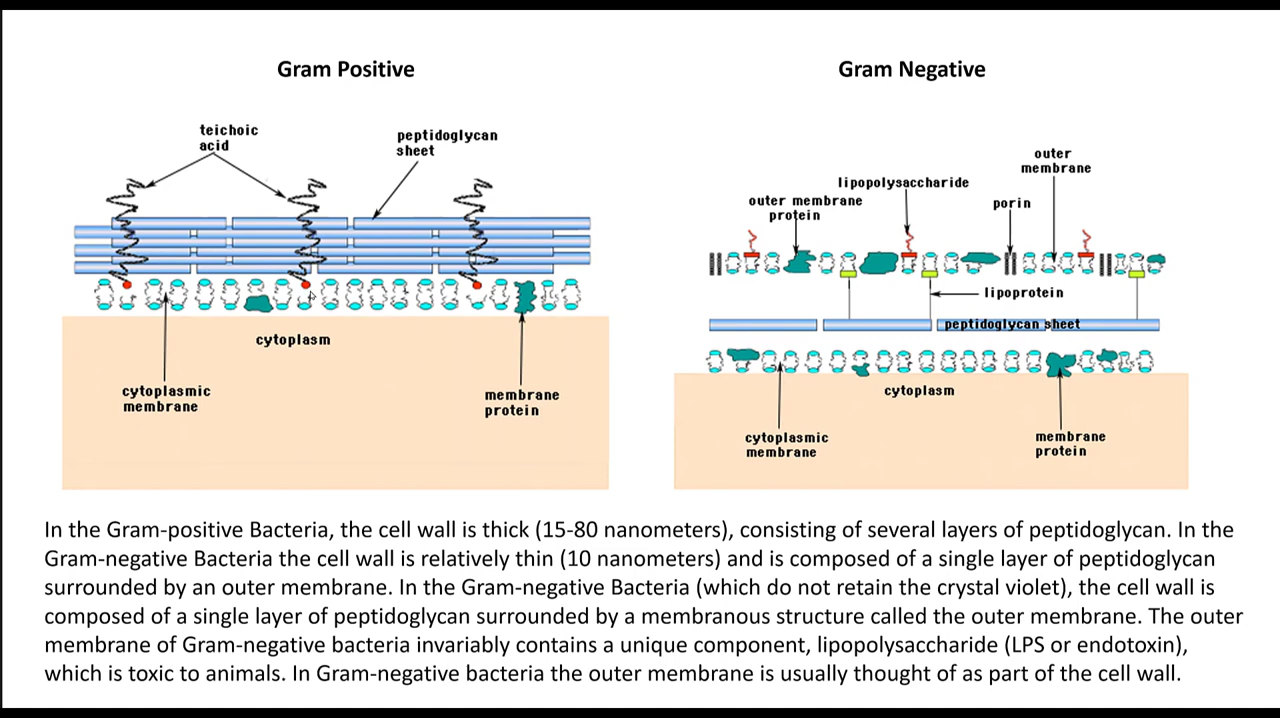 Gram Positive
Gram Negative
teichoic
acid
peptidoglycan
sheet
cytoplasm
cytoplasmic
membrane
membrane
protein
outer
membrane
lipopolysaccharide
outer membrane
protein
porin
lipoprotein
peptidoglycan sheet
cytoplasm
cytoplasmic
membrane
membrane
protein
In the Gram-positive Bacteria, the cell wall is thick (15-80 nanometers), consisting of several layers of peptidoglycan. In the
Gram-negative Bacteria the cell wall is relatively thin (10 nanometers) and is composed of a single layer of peptidoglycan
surrounded by an outer membrane. In the Gram-negative Bacteria (which do not retain the crystal violet), the cell wall is
composed of a single layer of peptidoglycan surrounded by a membranous structure called the outer membrane. The outer
membrane of Gram-negative bacteria invariably contains a unique component, lipopolysaccharide (LPS or endotoxin),
which is toxic to animals. In Gram-negative bacteria the outer membrane is usually thought of as part of the cell wall.